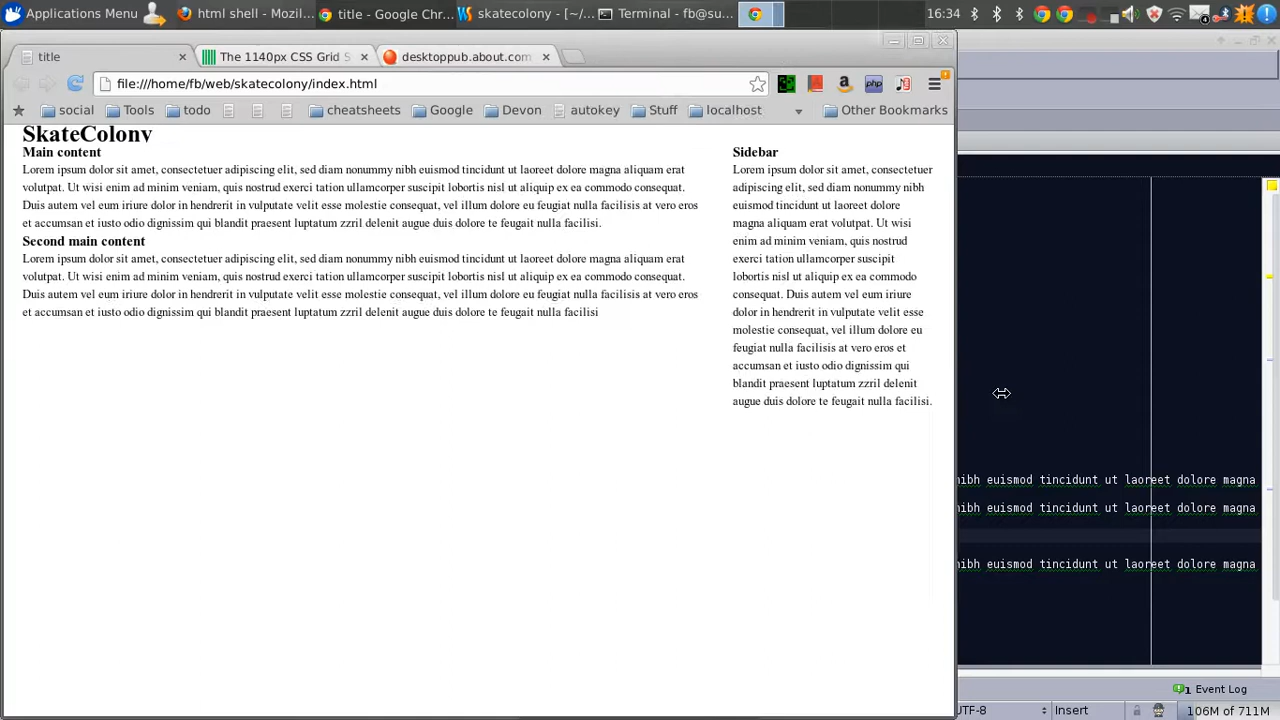 Applications Menu
html shell - Mozil...
title - Google Chr...
skatecolony - [~/...
Terminal - fb@su...
16:34
title
The 1140px CSS Grid S
desktoppub.about.com
file:///home/fb/web/skatecolony/index.html
php
social
Tools
todo
cheatsheets
Google
Devon
autokey
Stuff
localhost
Other Bookmarks
SkateColony
Main content
Lorem ipsum dolor sit amet, consectetuer adipiscing elit, sed diam nonummy nibh euismod tincidunt ut laoreet dolore magna aliquam erat
volutpat. Ut wisi enim ad minim veniam, quis nostrud exerci tation ullamcorper suscipit lobortis nisl ut aliquip ex ea commodo consequat.
Duis autem vel eum iriure dolor in hendrerit in vulputate velit esse molestie consequat, vel illum dolore eu feugiat nulla facilisis at vero eros
et accumsan et iusto odio dignissim qui blandit praesent luptatum zzril delenit augue duis dolore te feugait nulla facilisi.
Second main content
Lorem ipsum dolor sit amet, consectetuer adipiscing elit, sed diam nonummy nibh euismod tincidunt ut laoreet dolore magna aliquam erat
volutpat. Ut wisi enim ad minim veniam, quis nostrud exerci tation ullamcorper suscipit lobortis nisl ut aliquip ex ea commodo consequat.
Duis autem vel eum iriure dolor in hendrerit in vulputate velit esse molestie consequat, vel illum dolore eu feugiat nulla facilisis at vero eros
et accumsan et iusto odio dignissim qui blandit praesent luptatum zzril delenit augue duis dolore te feugait nulla facilisi
Sidebar
Lorem ipsum dolor sit amet, consectetuer
adipiscing elit, sed diam nonummy nibh
euismod tincidunt ut laoreet dolore
magna aliquam erat volutpat. Ut wisi
enim ad minim veniam, quis nostrud
exerci tation ullamcorper suscipit
lobortis nisl ut aliquip ex ea commodo
consequat. Duis autem vel eum iriure
dolor in hendrerit in vulputate velit esse
molestie consequat, vel illum dolore eu
feugiat nulla facilisis at vero eros et
accumsan et iusto odio dignissim qui
blandit praesent luptatum zzril delenit
augue duis dolore te feugait nulla facilisi.
nibh euismod tincidunt ut laoreet dolore magna
nibh euismod tincidunt ut laoreet dolore magna
nibh euismod tincidunt ut laoreet dolore magna
1 Event Log
UTF-8
Insert
106M of 711M